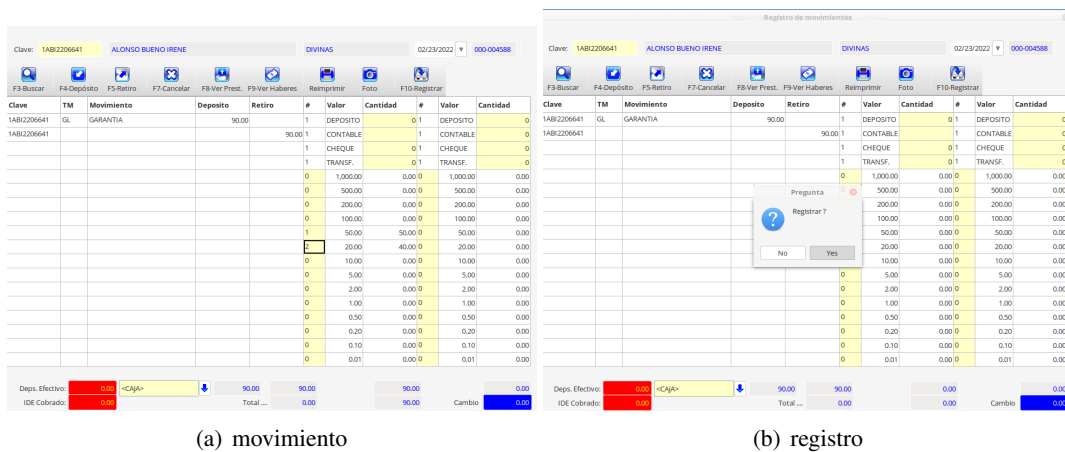 Clave: 1ABI2206641 ALONSO BUENO IRENE DIVINAS 02/23/2022 000-004588
F3-Buscar F4-Depósito F5-Retiro F7-Cancelar F8-Ver Prest. F9-Ver Haberes Reimprimir Foto F10-Registrar
Clave TM Movimiento Deposito Retiro # Valor Cantidad # Valor Cantidad
1ABI2206641 GL GARANTIA 90.00 1 DEPOSITO 0 1 DEPOSITO 0
1ABI2206641 90.00 1 CONTABLE 1 CONTABLE 0
1 CHEQUE 0 1 CHEQUE 0
1 TRANSF. 0 1 TRANSF. 0
0 1,000.00 0.00 0 1,000.00 0.00
0 500.00 0.00 0 500.00 0.00
0 200.00 0.00 0 200.00 0.00
0 100.00 0.00 0 100.00 0.00
1 50.00 50.00 0 50.00 0.00
2 20.00 40.00 0 20.00 0.00
0 10.00 0.00 0 10.00 0.00
0 5.00 0.00 0 5.00 0.00
0 2.00 0.00 0 2.00 0.00
0 1.00 0.00 0 1.00 0.00
0 0.50 0.00 0 0.50 0.00
0 0.20 0.00 0 0.20 0.00
0 0.10 0.00 0 0.10 0.00
0 0.01 0.00 0 0.01 0.00
Deps. Efectivo: 0.00 <CAJA> 90.00 90.00 90.00 0.00
IDE Cobrado: 0.00 Total .... 0.00 90.00 Cambio 0.00
(a) movimiento
Registro de movimientos
Clave: 1ABI2206641 ALONSO BUENO IRENE DIVINAS 02/23/2022 000-004588
F3-Buscar F4-Depósito F5-Retiro F7-Cancelar F8-Ver Prest. F9-Ver Haberes Reimprimir Foto F10-Registrar
Clave TM Movimiento Deposito Retiro # Valor Cantidad # Valor Cantidad
1ABI2206641 GL GARANTIA 90.00 1 DEPOSITO 0 1 DEPOSITO 0
1ABI2206641 90.00 1 CONTABLE 1 CONTABLE 0
1 CHEQUE 0 1 CHEQUE 0
1 TRANSF. 0 1 TRANSF. 0
0 1,000.00 0.00 0 1,000.00 0.00
Pregunta
500.00 0.00 0 500.00 0.00
Registrar ?
200.00 0.00 0 200.00 0.00
100.00 0.00 0 100.00 0.00
50.00 0.00 0 50.00 0.00
No Yes
20.00 0.00 0 20.00 0.00
10.00 0.00 0 10.00 0.00
0 5.00 0.00 0 5.00 0.00
0 2.00 0.00 0 2.00 0.00
0 1.00 0.00 0 1.00 0.00
0 0.50 0.00 0 0.50 0.00
0 0.20 0.00 0 0.20 0.00
0 0.10 0.00 0 0.10 0.00
0 0.01 0.00 0 0.01 0.00
Deps. Efectivo: 0.00 <CAJA> 90.00 90.00 0.00 0.00
IDE Cobrado: 0.00 Total .... 0.00 0.00 Cambio 0.00
(b) registro